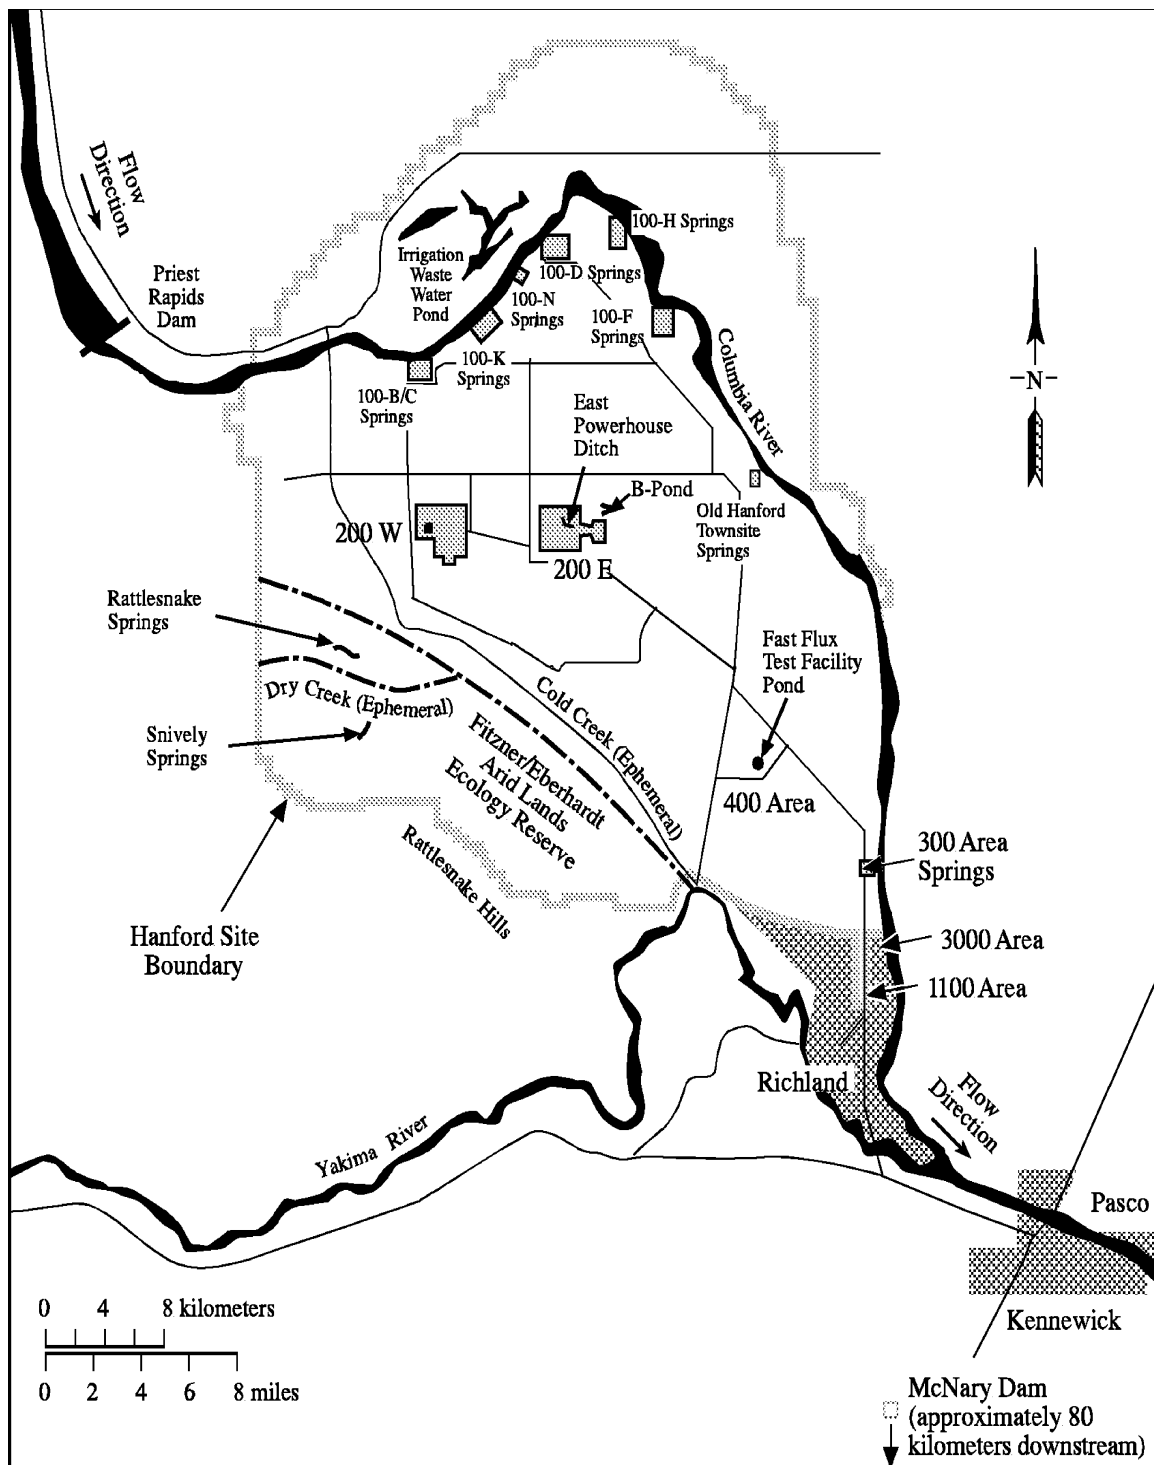 Flow
Direction
Priest
Rapids
Dam
Irrigation
Waste
Water
Pond
100-H Springs
100-D Springs
100-N
Springs
100-F
Springs
100-K
Springs
100-B/C
Springs
Columbia River
N
East
Powerhouse
Ditch
B-Pond
Old Hanford
Townsite
Springs
200 W
200 E
Rattlesnake
Springs
Dry Creek (Ephemeral)
Snively
Springs
Cold Creek (Ephemeral)
Fast Flux
Test Facility
Pond
Fitzner/Eberhardt
Arid Lands
Ecology Reserve
400 Area
Rattlesnake Hills
300 Area
Springs
Hanford Site
Boundary
3000 Area
1100 Area
Richland
Flow
Direction
Yakima River
Pasco
Kennewick
0 4 8 kilometers
0 2 4 6 8 miles
McNary Dam
(approximately 80
kilometers downstream)